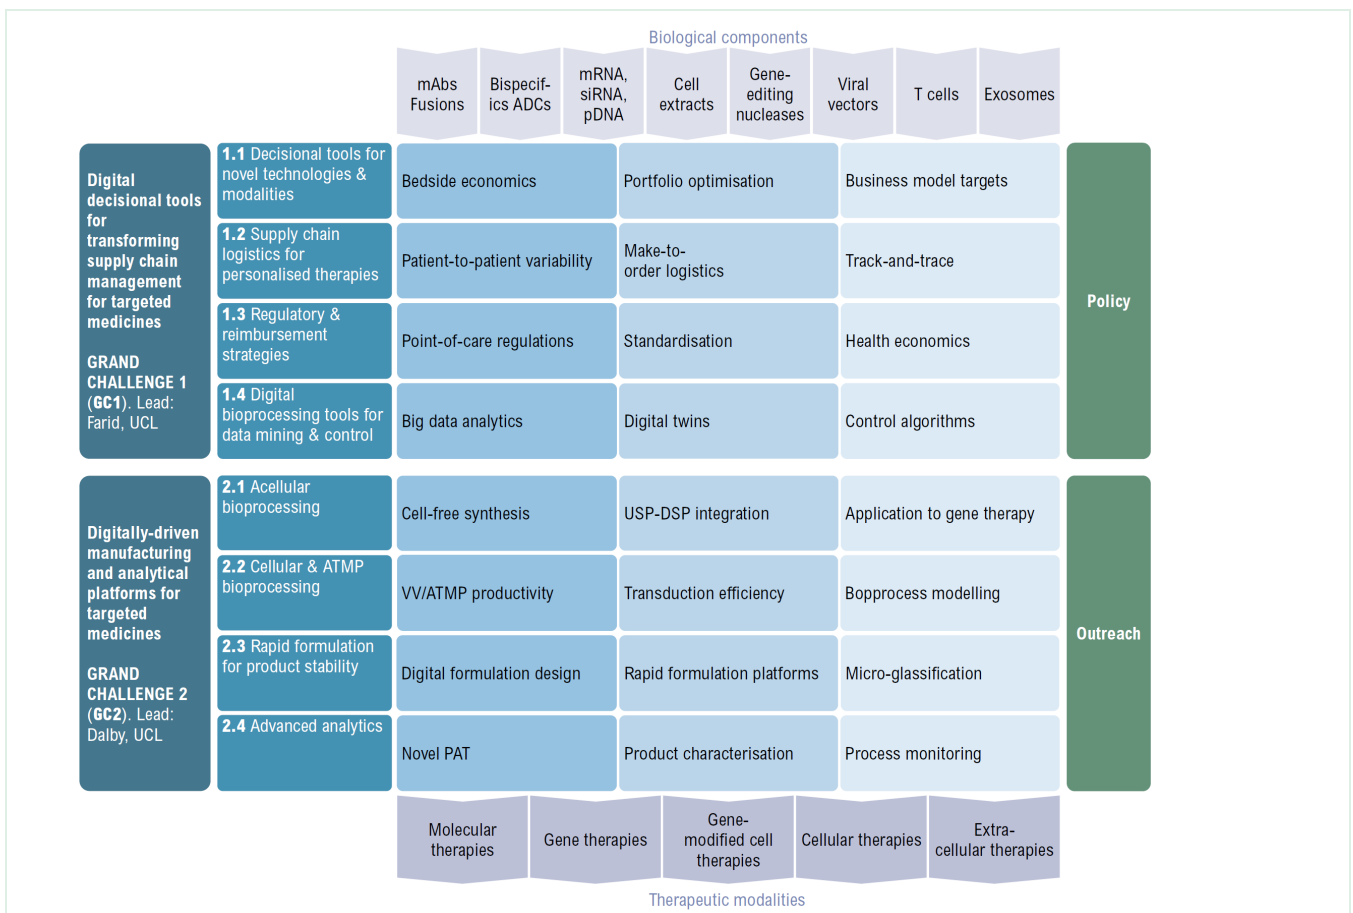 Biological components
mAbs
Fusions
Bispecif-
ics ADCs
mRNA,
siRNA,
pDNA
Cell
extracts
Gene-
editing
nucleases
Viral
vectors
T cells
Exosomes
Digital
decisional tools
for
transforming
supply chain
management
for targeted
medicines
GRAND
CHALLENGE 1
(GC1). Lead:
Farid, UCL
1.1 Decisional tools for
novel technologies &
modalities
Bedside economics
Portfolio optimisation
Business model targets
1.2 Supply chain
logistics for
personalised therapies
Patient-to-patient variability
Make-to-
order logistics
Track-and-trace
1.3 Regulatory &
reimbursement
strategies
Point-of-care regulations
Standardisation
Health economics
1.4 Digital
bioprocessing tools for
data mining & control
Big data analytics
Digital twins
Control algorithms
Policy
Digitally-driven
manufacturing
and analytical
platforms for
targeted
medicines
GRAND
CHALLENGE 2
(GC2). Lead:
Dalby, UCL
2.1 Acellular
bioprocessing
Cell-free synthesis
USP-DSP integration
Application to gene therapy
2.2 Cellular & ATMP
bioprocessing
VV/ATMP productivity
Transduction efficiency
Bopprocess modelling
2.3 Rapid formulation
for product stability
Digital formulation design
Rapid formulation platforms
Micro-glassification
2.4 Advanced analytics
Novel PAT
Product characterisation
Process monitoring
Outreach
Molecular
therapies
Gene therapies
Gene-
modified cell
therapies
Cellular therapies
Extra-
cellular therapies
Therapeutic modalities